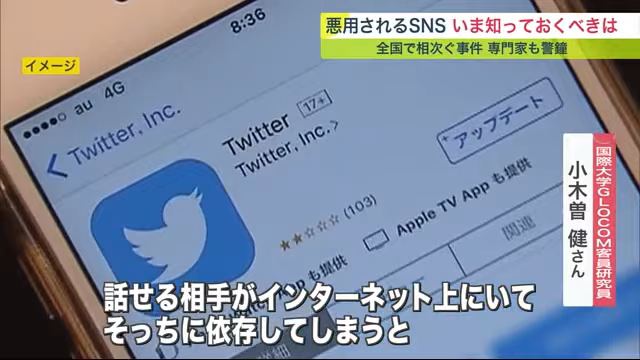 悪用されるSNS いま知っておくべきは
全国で相次ぐ事件 専門家も警鐘
イメージ
8:36
au 4G
Twitter, Inc.
Twitter 17+
Twitter, Inc.>
アップデート
(103)
Apple TV App も提供
関連
も提供
詳細
国際大学GLOCOM客員研究員
小木曽 健さん
話せる相手がインターネット上にいて
そっちに依存してしまうと